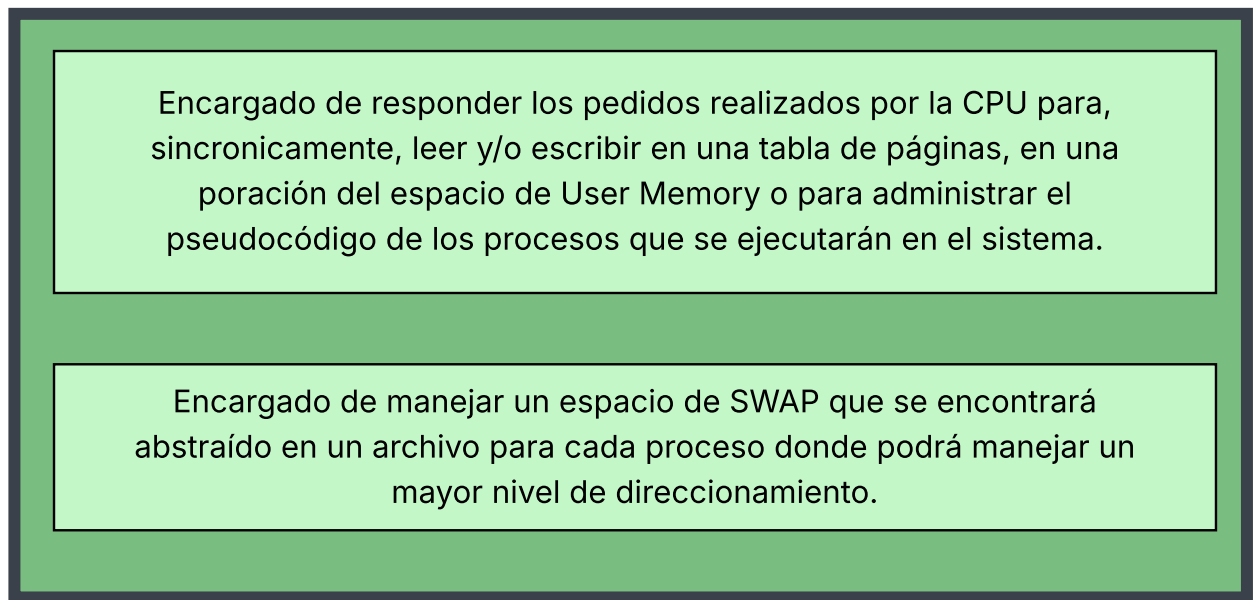 Encargado de responder los pedidos realizados por la CPU para,
sincronicamente, leer y/o escribir en una tabla de páginas, en una
poración del espacio de User Memory o para administrar el
pseudocódigo de los procesos que se ejecutarán en el sistema.
Encargado de manejar un espacio de SWAP que se encontrará
abstraído en un archivo para cada proceso donde podrá manejar un
mayor nivel de direccionamiento.